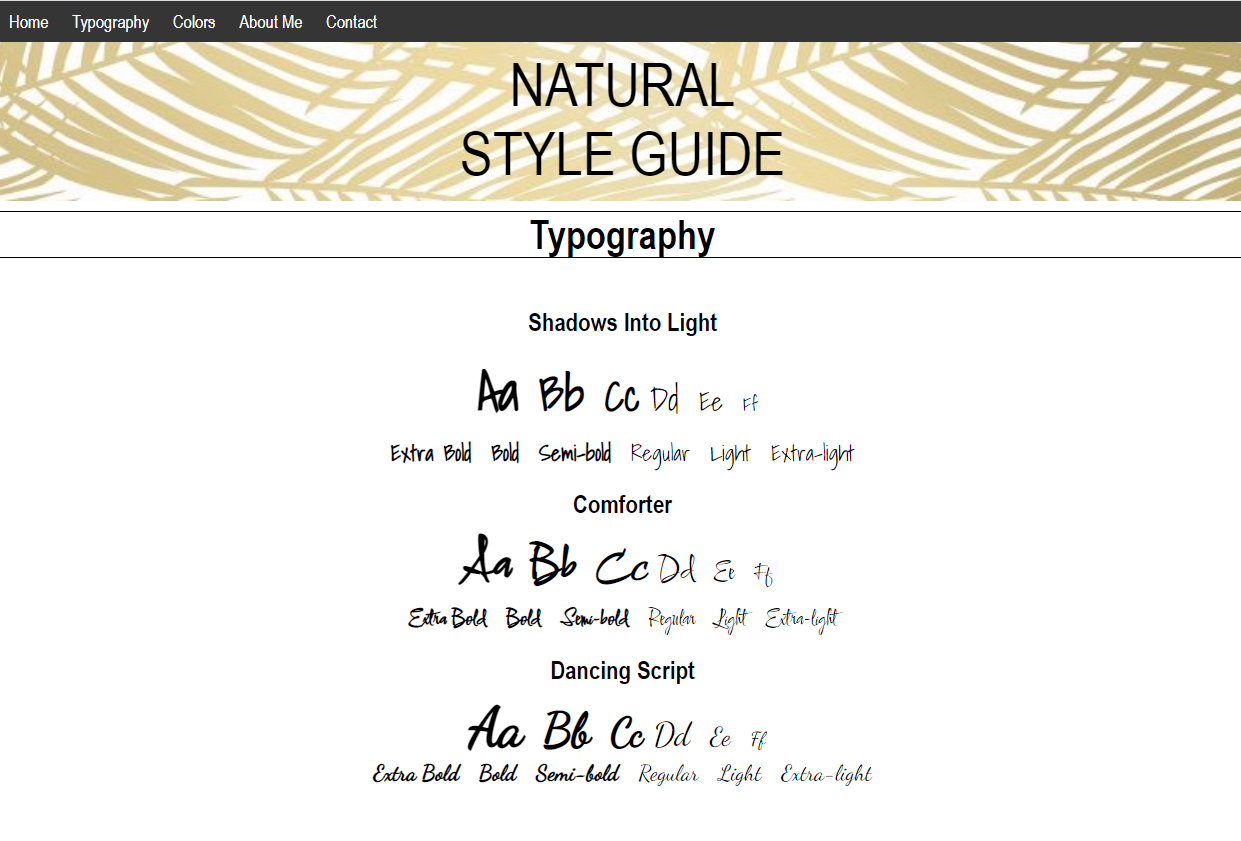 Home Typography Colors About Me Contact
NATURAL
STYLE GUIDE
Typography
Shadows Into Light
Aa Bb Cc Dd Ee Ff
Extra Bold Bold Semi-bold Regular Light Extra-light
Comforter
Aa Bb Cc Dd Ee Ff
Extra Bold Bold Semi-bold Regular Light Extra-light
Dancing Script
Aa Bb Cc Dd Ee Ff
Extra Bold Bold Semi-bold Regular Light Extra-light